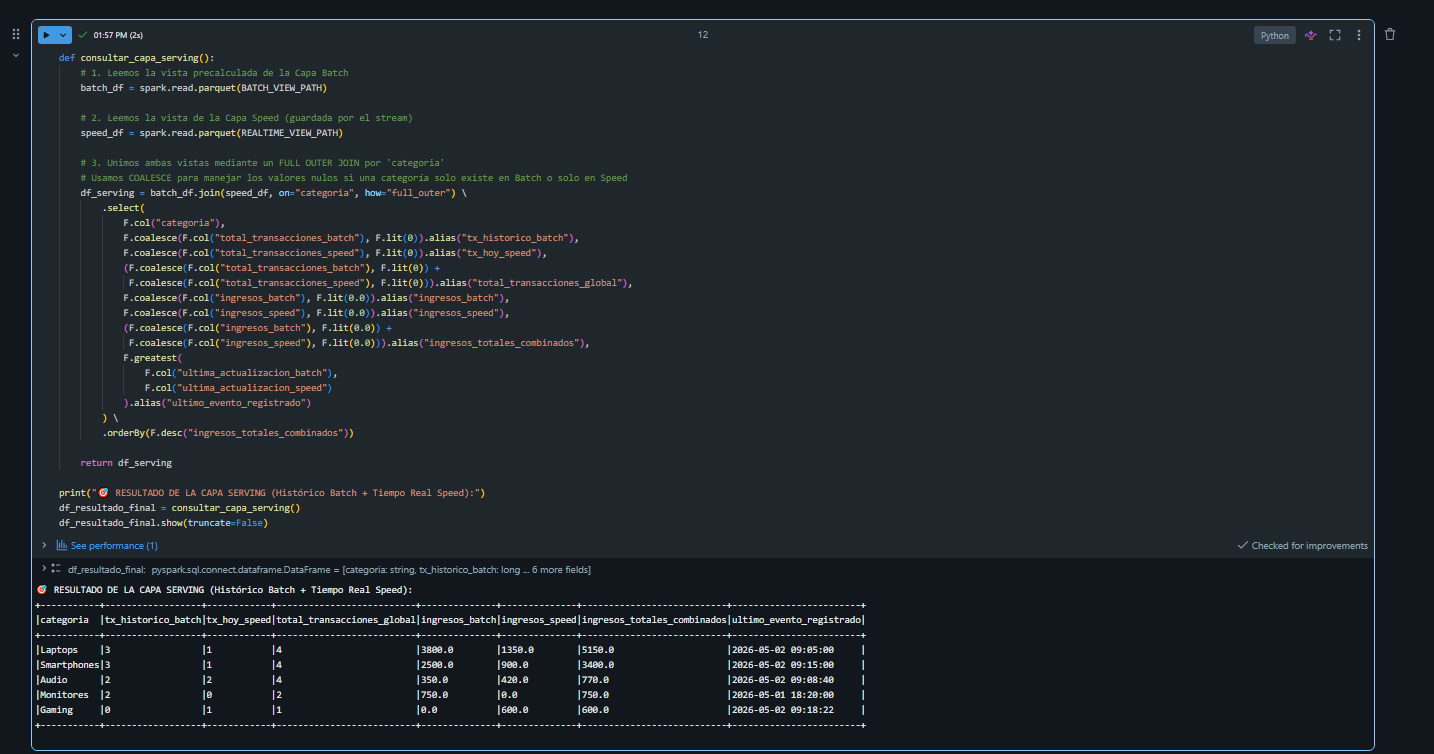 01:57 PM (2s)
12
Python
def consultar_capa_serving():
    # 1. Leemos la vista precalculada de la Capa Batch
    batch_df = spark.read.parquet(BATCH_VIEW_PATH)
    # 2. Leemos la vista de la Capa Speed (guardada por el stream)
    speed_df = spark.read.parquet(REALTIME_VIEW_PATH)
    # 3. Unimos ambas vistas mediante un FULL OUTER JOIN por 'categoria'
    # Usamos COALESCE para manejar los valores nulos si una categoría solo existe en Batch o solo en Speed
    df_serving = batch_df.join(speed_df, on="categoria", how="full_outer") \
        .select(
            F.col("categoria"),
            F.coalesce(F.col("total_transacciones_batch"), F.lit(0)).alias("tx_historico_batch"),
            F.coalesce(F.col("total_transacciones_speed"), F.lit(0)).alias("tx_hoy_speed"),
            (F.coalesce(F.col("total_transacciones_batch"), F.lit(0)) +
             F.coalesce(F.col("total_transacciones_speed"), F.lit(0))).alias("total_transacciones_global"),
            F.coalesce(F.col("ingresos_batch"), F.lit(0.0)).alias("ingresos_batch"),
            F.coalesce(F.col("ingresos_speed"), F.lit(0.0)).alias("ingresos_speed"),
            (F.coalesce(F.col("ingresos_batch"), F.lit(0.0)) +
             F.coalesce(F.col("ingresos_speed"), F.lit(0.0))).alias("ingresos_totales_combinados"),
            F.greatest(
                F.col("ultima_actualizacion_batch"),
                F.col("ultima_actualizacion_speed")
            ).alias("ultimo_evento_registrado")
        ) \
        .orderBy(F.desc("ingresos_totales_combinados"))
    return df_serving
print("🎯 RESULTADO DE LA CAPA SERVING (Histórico Batch + Tiempo Real Speed):")
df_resultado_final = consultar_capa_serving()
df_resultado_final.show(truncate=False)
See performance (1)
Checked for improvements
df_resultado_final: pyspark.sql.connect.dataframe.DataFrame = [categoria: string, tx_historico_batch: long ... 6 more fields]
🎯 RESULTADO DE LA CAPA SERVING (Histórico Batch + Tiempo Real Speed):
+-----------+------------------+------------+--------------------------+--------------+--------------+---------------------------+------------------------+
|categoria  |tx_historico_batch|tx_hoy_speed|total_transacciones_global|ingresos_batch|ingresos_speed|ingresos_totales_combinados|ultimo_evento_registrado|
+-----------+------------------+------------+--------------------------+--------------+--------------+---------------------------+------------------------+
|Laptops    |3                 |1           |4                         |3800.0        |1350.0        |5150.0                     |2026-05-02 09:05:00     |
|Smartphones|3                 |1           |4                         |2500.0        |900.0         |3400.0                     |2026-05-02 09:15:00     |
|Audio      |2                 |2           |4                         |350.0         |420.0         |770.0                      |2026-05-02 09:08:40     |
|Monitores  |2                 |0           |2                         |750.0         |0.0           |750.0                      |2026-05-01 18:20:00     |
|Gaming     |0                 |1           |1                         |0.0           |600.0         |600.0                      |2026-05-02 09:18:22     |
+-----------+------------------+------------+--------------------------+--------------+--------------+---------------------------+------------------------+